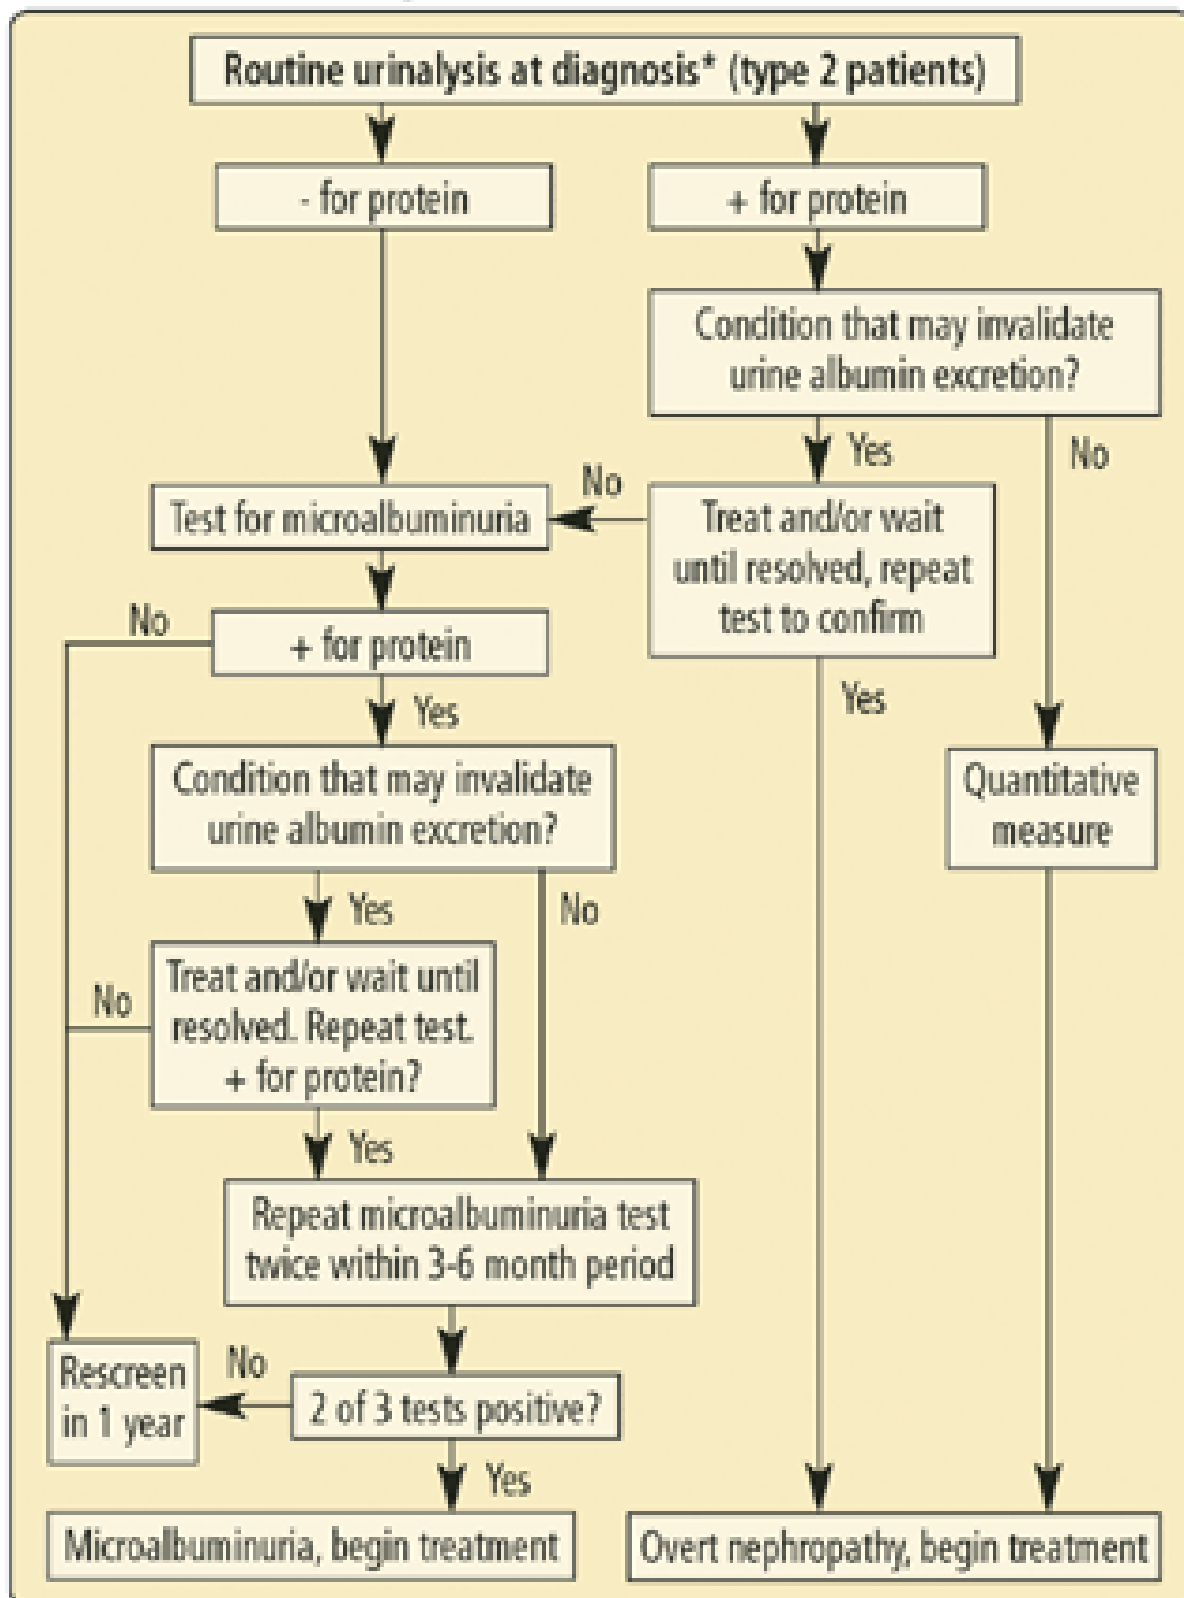 Routine urinalysis at diagnosis* (type 2 patients)
- for protein
+ for protein
Condition that may invalidate
urine albumin excretion?
Yes
No
No
Test for microalbuminuria
Treat and/or wait
until resolved, repeat
test to confirm
No
+ for protein
Yes
Yes
Condition that may invalidate
urine albumin excretion?
Quantitative
measure
Yes
No
Treat and/or wait until
resolved. Repeat test.
+ for protein?
No
Yes
Repeat microalbuminuria test
twice within 3-6 month period
Rescreen
in 1 year
No
2 of 3 tests positive?
Yes
Microalbuminuria, begin treatment
Overt nephropathy, begin treatment